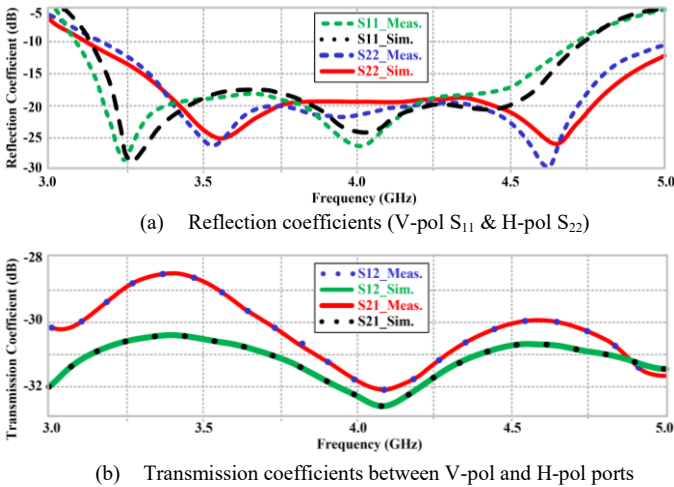 -5
-10
-15
-20
-25
-30
Reflection Coefficient (dB)
S11_Meas.
S11_Sim.
S22_Meas.
S22_Sim.
3.0 3.5 4.0 4.5 5.0
Frequency (GHz)
(a) Reflection coefficients (V-pol S11 & H-pol S22)
-28
-30
-32
Transmission Coefficient (dB)
S12_Meas.
S12_Sim.
S21_Meas.
S21_Sim.
3.0 3.5 4.0 4.5 5.0
Frequency (GHz)
(b) Transmission coefficients between V-pol and H-pol ports